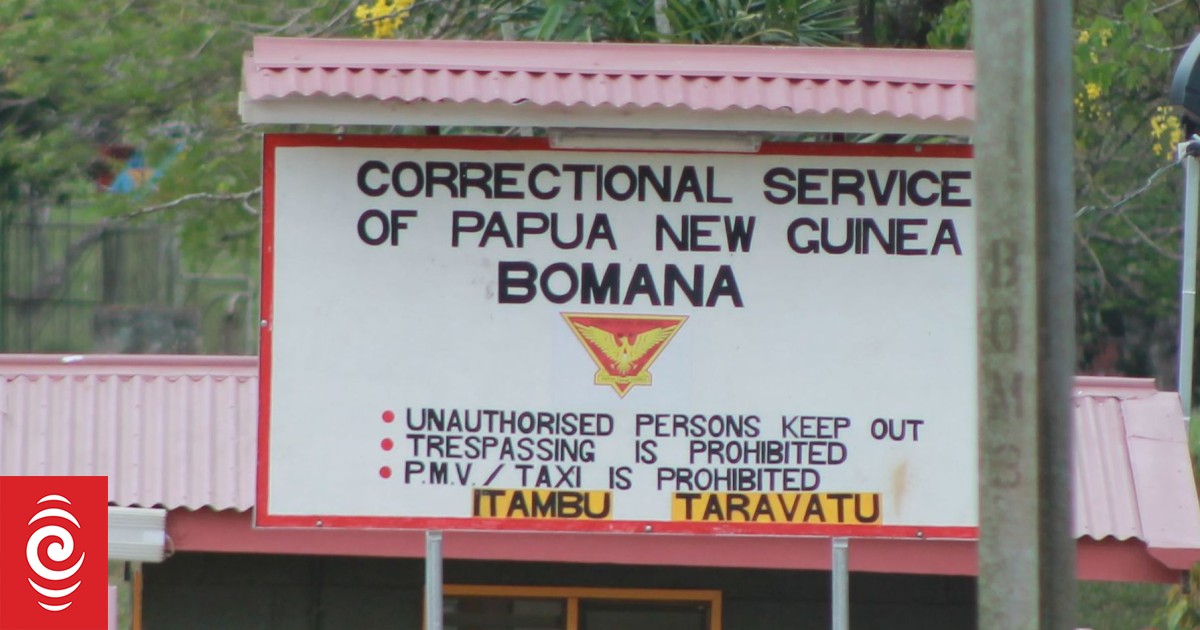 CORRECTIONAL SERVICE
OF PAPUA NEW GUINEA
BOMANA
UNAUTHORISED PERSONS KEEP OUT
TRESPASSING IS PROHIBITED
P.M.V. / TAXI IS PROHIBITED
ITAMBU TARAVATU